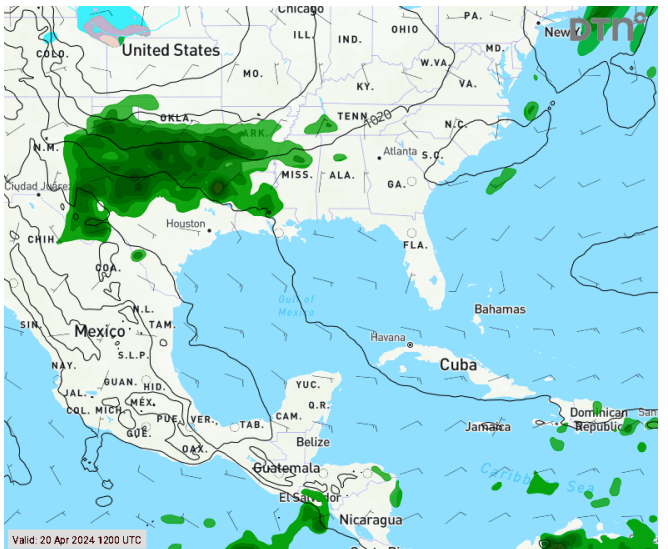 Chicago
PA.
DTN
OHIO
New Y
COLO.
United States
ILL.
IND.
MD.
W.VA.
MO.
KY.
VA.
OKLA.
TENN.
1020
N.C.
ARK.
N.M.
Atlanta
S.C.
MISS.
ALA.
GA.
Ciudad Juárez
Houston
CHIH.
FLA.
COA.
Gulf of
Mexico
N.L.
Bahamas
SIN.
Mexico
TAM.
Havana
S.L.P.
NAY.
Cuba
GUAN.
HID.
YUC.
JAL.
Q.R.
COL.
MICH.
MÉX.
CAM.
Dominican
Republic
San
PUE.
VER.
TAB.
Jamaica
GUE.
Belize
OAX.
Guatemala
Caribbean Sea
El Salvador
Nicaragua
Valid: 20 Apr 2024 1200 UTC